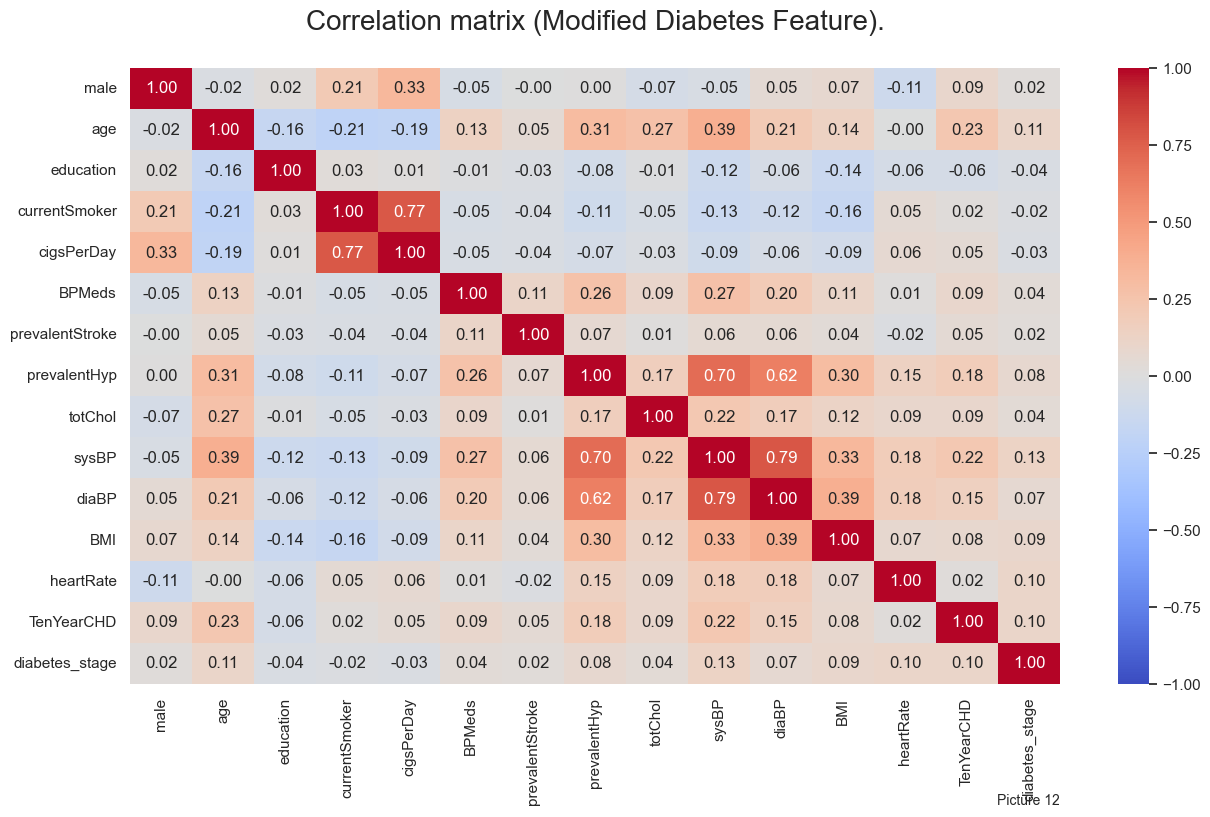 Correlation matrix (Modified Diabetes Feature).
male 1.00 -0.02 0.02 0.21 0.33 -0.05 -0.00 0.00 -0.07 -0.05 0.05 0.07 -0.11 0.09 0.02
age -0.02 1.00 -0.16 -0.21 -0.19 0.13 0.05 0.31 0.27 0.39 0.21 0.14 -0.00 0.23 0.11
education 0.02 -0.16 1.00 0.03 0.01 -0.01 -0.03 -0.08 -0.01 -0.12 -0.06 -0.14 -0.06 -0.06 -0.04
currentSmoker 0.21 -0.21 0.03 1.00 0.77 -0.05 -0.04 -0.11 -0.05 -0.13 -0.12 -0.16 0.05 0.02 -0.02
cigsPerDay 0.33 -0.19 0.01 0.77 1.00 -0.05 -0.04 -0.07 -0.03 -0.09 -0.06 -0.09 0.06 0.05 -0.03
BPMeds -0.05 0.13 -0.01 -0.05 -0.05 1.00 0.11 0.26 0.09 0.27 0.20 0.11 0.01 0.09 0.04
prevalentStroke -0.00 0.05 -0.03 -0.04 -0.04 0.11 1.00 0.07 0.01 0.06 0.06 0.04 -0.02 0.05 0.02
prevalentHyp 0.00 0.31 -0.08 -0.11 -0.07 0.26 0.07 1.00 0.17 0.70 0.62 0.30 0.15 0.18 0.08
totChol -0.07 0.27 -0.01 -0.05 -0.03 0.09 0.01 0.17 1.00 0.22 0.17 0.12 0.09 0.09 0.04
sysBP -0.05 0.39 -0.12 -0.13 -0.09 0.27 0.06 0.70 0.22 1.00 0.79 0.33 0.18 0.22 0.13
diaBP 0.05 0.21 -0.06 -0.12 -0.06 0.20 0.06 0.62 0.17 0.79 1.00 0.39 0.18 0.15 0.07
BMI 0.07 0.14 -0.14 -0.16 -0.09 0.11 0.04 0.30 0.12 0.33 0.39 1.00 0.07 0.08 0.09
heartRate -0.11 -0.00 -0.06 0.05 0.06 0.01 -0.02 0.15 0.09 0.18 0.18 0.07 1.00 0.02 0.10
TenYearCHD 0.09 0.23 -0.06 0.02 0.05 0.09 0.05 0.18 0.09 0.22 0.15 0.08 0.02 1.00 0.10
diabetes_stage 0.02 0.11 -0.04 -0.02 -0.03 0.04 0.02 0.08 0.04 0.13 0.07 0.09 0.10 0.10 1.00
male
age
education
currentSmoker
cigsPerDay
BPMeds
prevalentStroke
prevalentHyp
totChol
sysBP
diaBP
BMI
heartRate
TenYearCHD
diabetes_stage
1.00
0.75
0.50
0.25
0.00
−0.25
−0.50
−0.75
−1.00
Picture 12